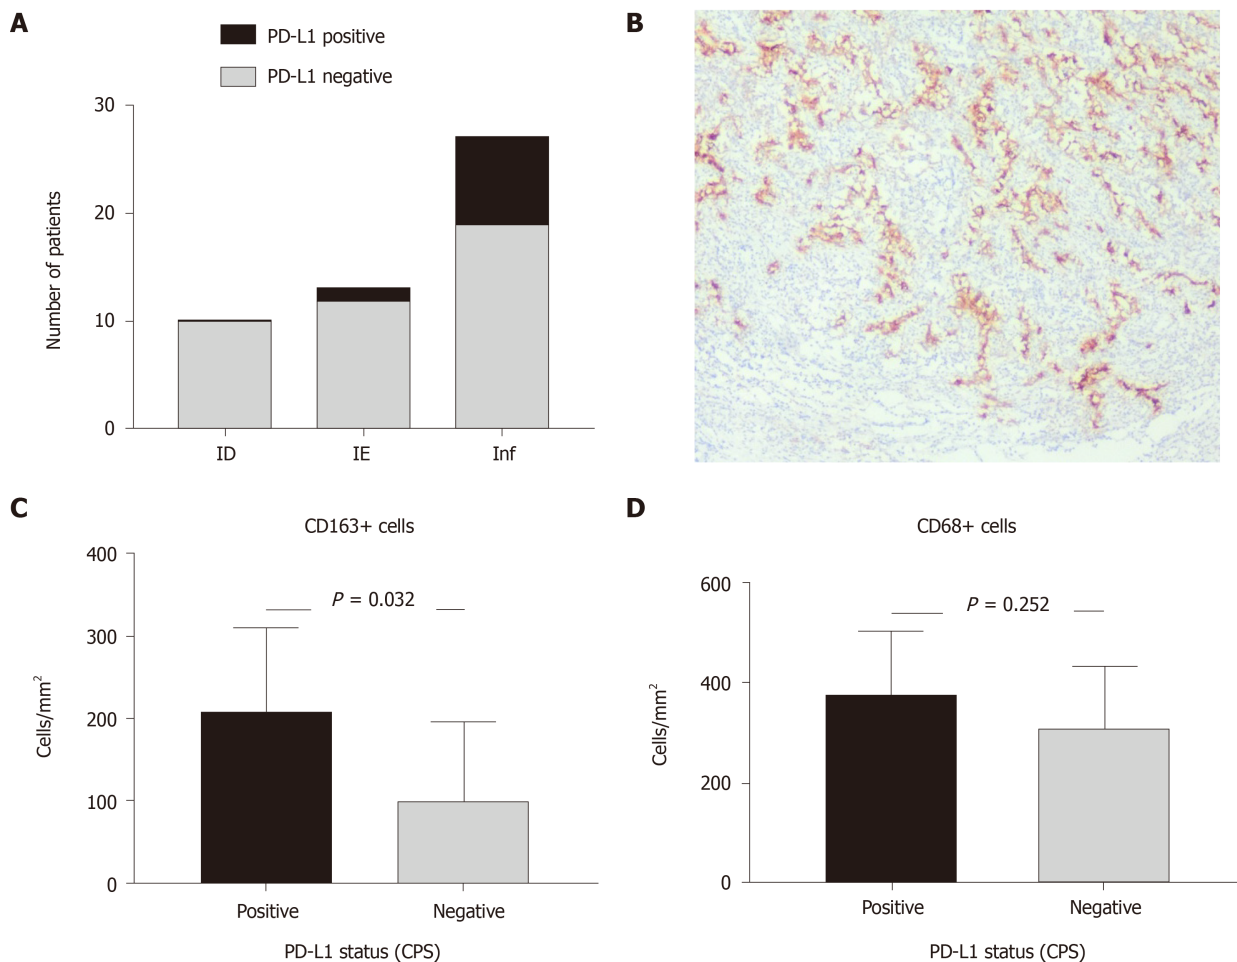 A
PD-L1 positive
PD-L1 negative
Number of patients
30
20
10
0
ID
IE
Inf
B
C
CD163+ cells
P = 0.032
Cells/mm²
400
300
200
100
0
Positive
Negative
PD-L1 status (CPS)
D
CD68+ cells
P = 0.252
Cells/mm²
600
400
200
0
Positive
Negative
PD-L1 status (CPS)